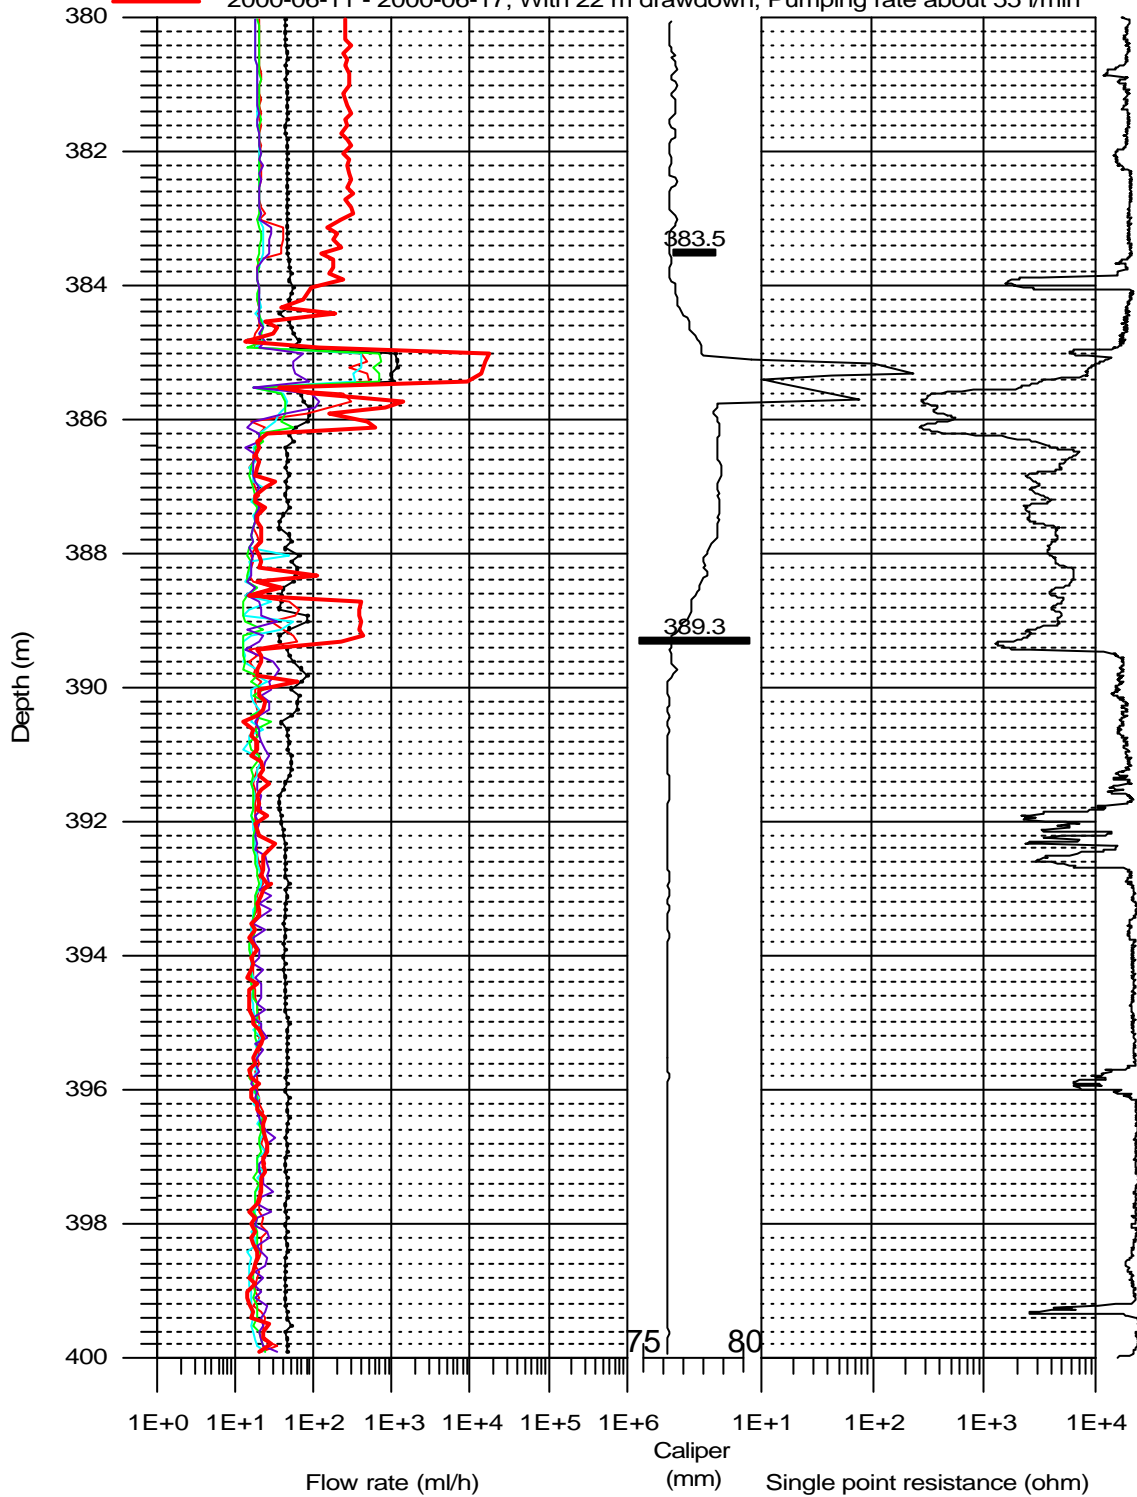 2000-06-11 - 2000-06-17, With 22 m drawdown, Pumping rate about 33 l/min
380
382
383.5
384
386
388
389.3
390
392
394
396
398
75 80
400
Depth (m)
1E+0 1E+1 1E+2 1E+3 1E+4 1E+5 1E+6 1E+1 1E+2 1E+3 1E+4
Caliper
(mm)
Flow rate (ml/h) Single point resistance (ohm)